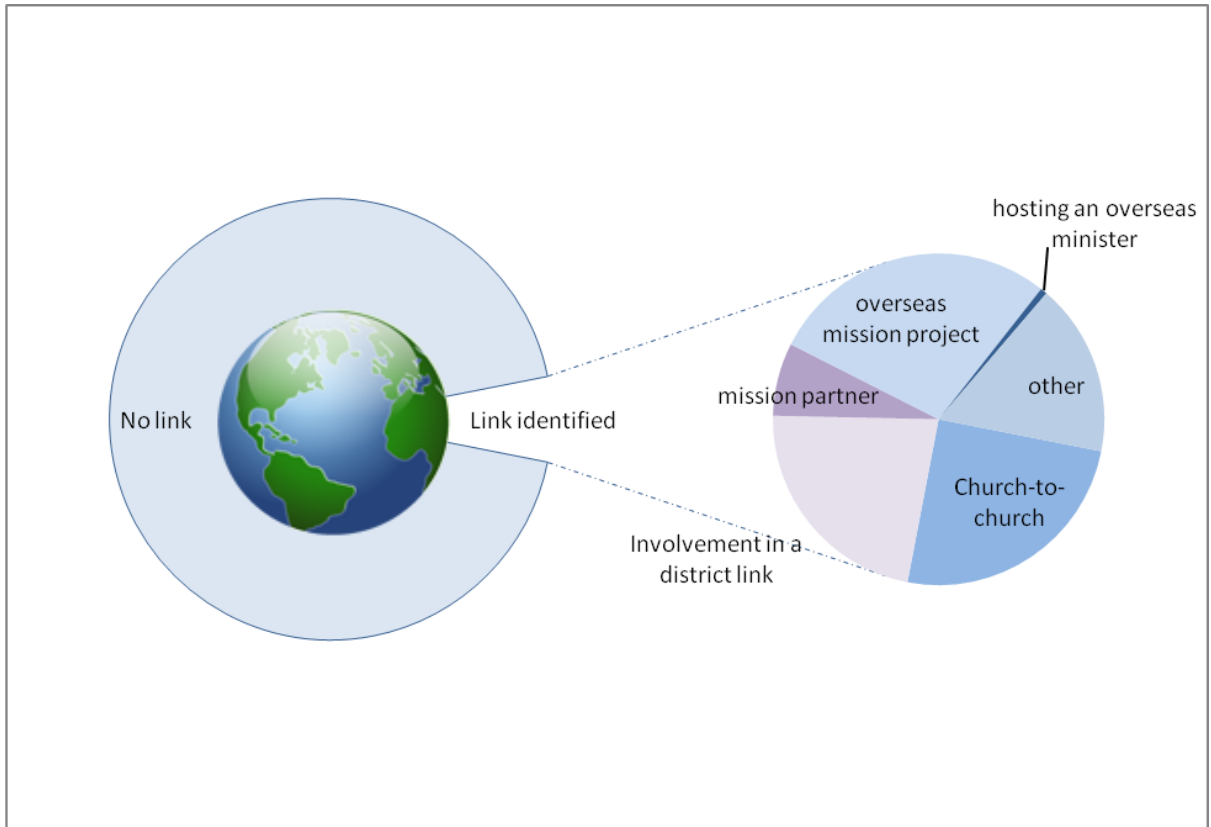 No link
Link identified
hosting an overseas
minister
overseas
mission project
other
mission partner
Church-to-
church
Involvement in a
district link